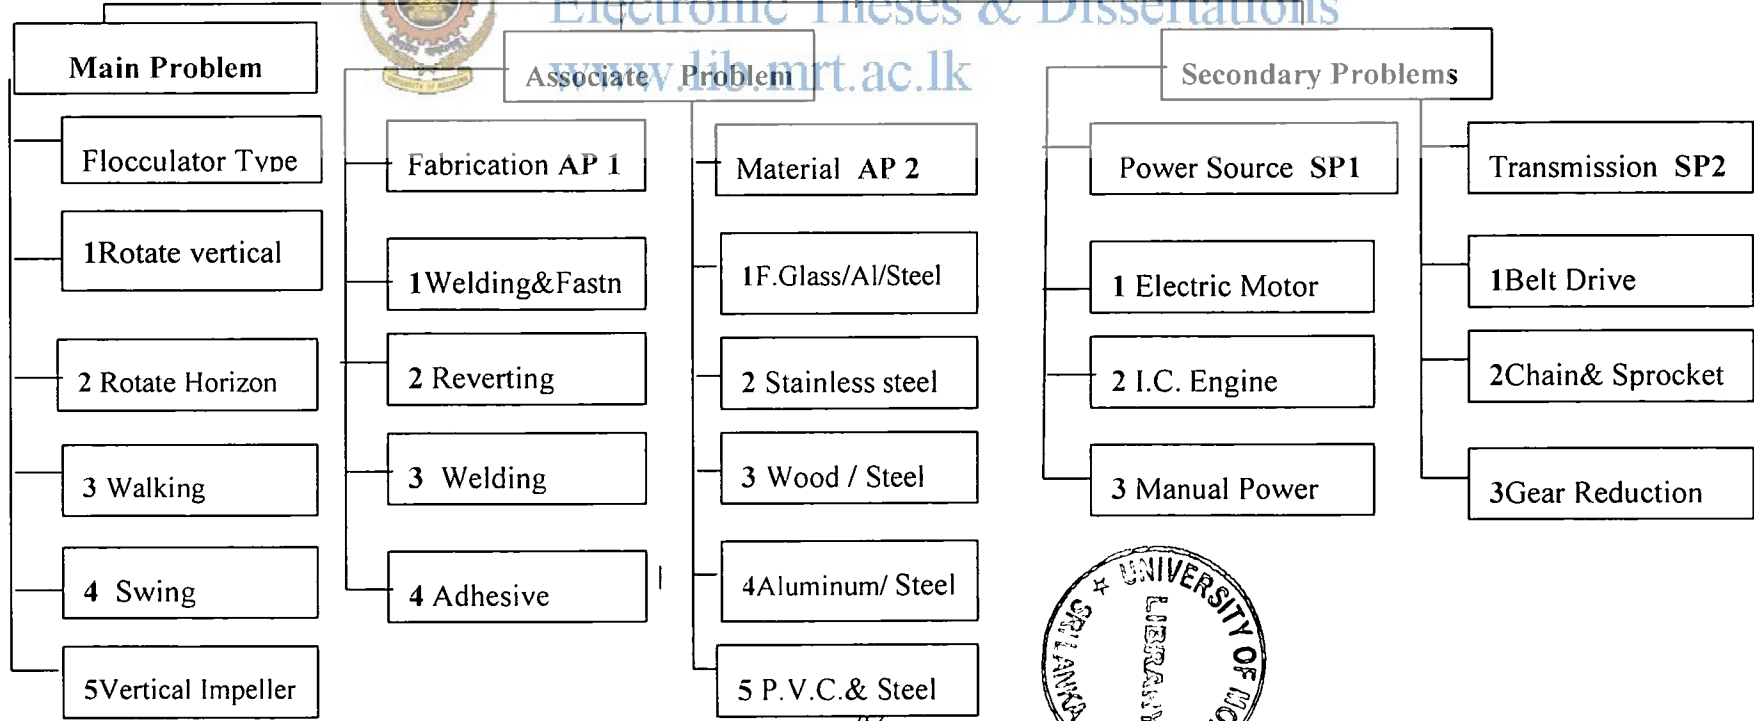 Electronic Theses & Dissertations
www.lib.mrt.ac.lk
Main Problem
Flocculator Type
1Rotate vertical
2 Rotate Horizon
3 Walking
4 Swing
5Vertical Impeller
Associate Problem
Fabrication AP 1
1Welding&Fastn
2 Reverting
3 Welding
4 Adhesive
Material AP 2
1F.Glass/Al/Steel
2 Stainless steel
3 Wood / Steel
4Aluminum/ Steel
5 P.V.C.& Steel
Secondary Problems
Power Source SP1
1 Electric Motor
2 I.C. Engine
3 Manual Power
Transmission SP2
1Belt Drive
2Chain& Sprocket
3Gear Reduction
UNIVERSITY OF
SRI LANKA
LIBRARY